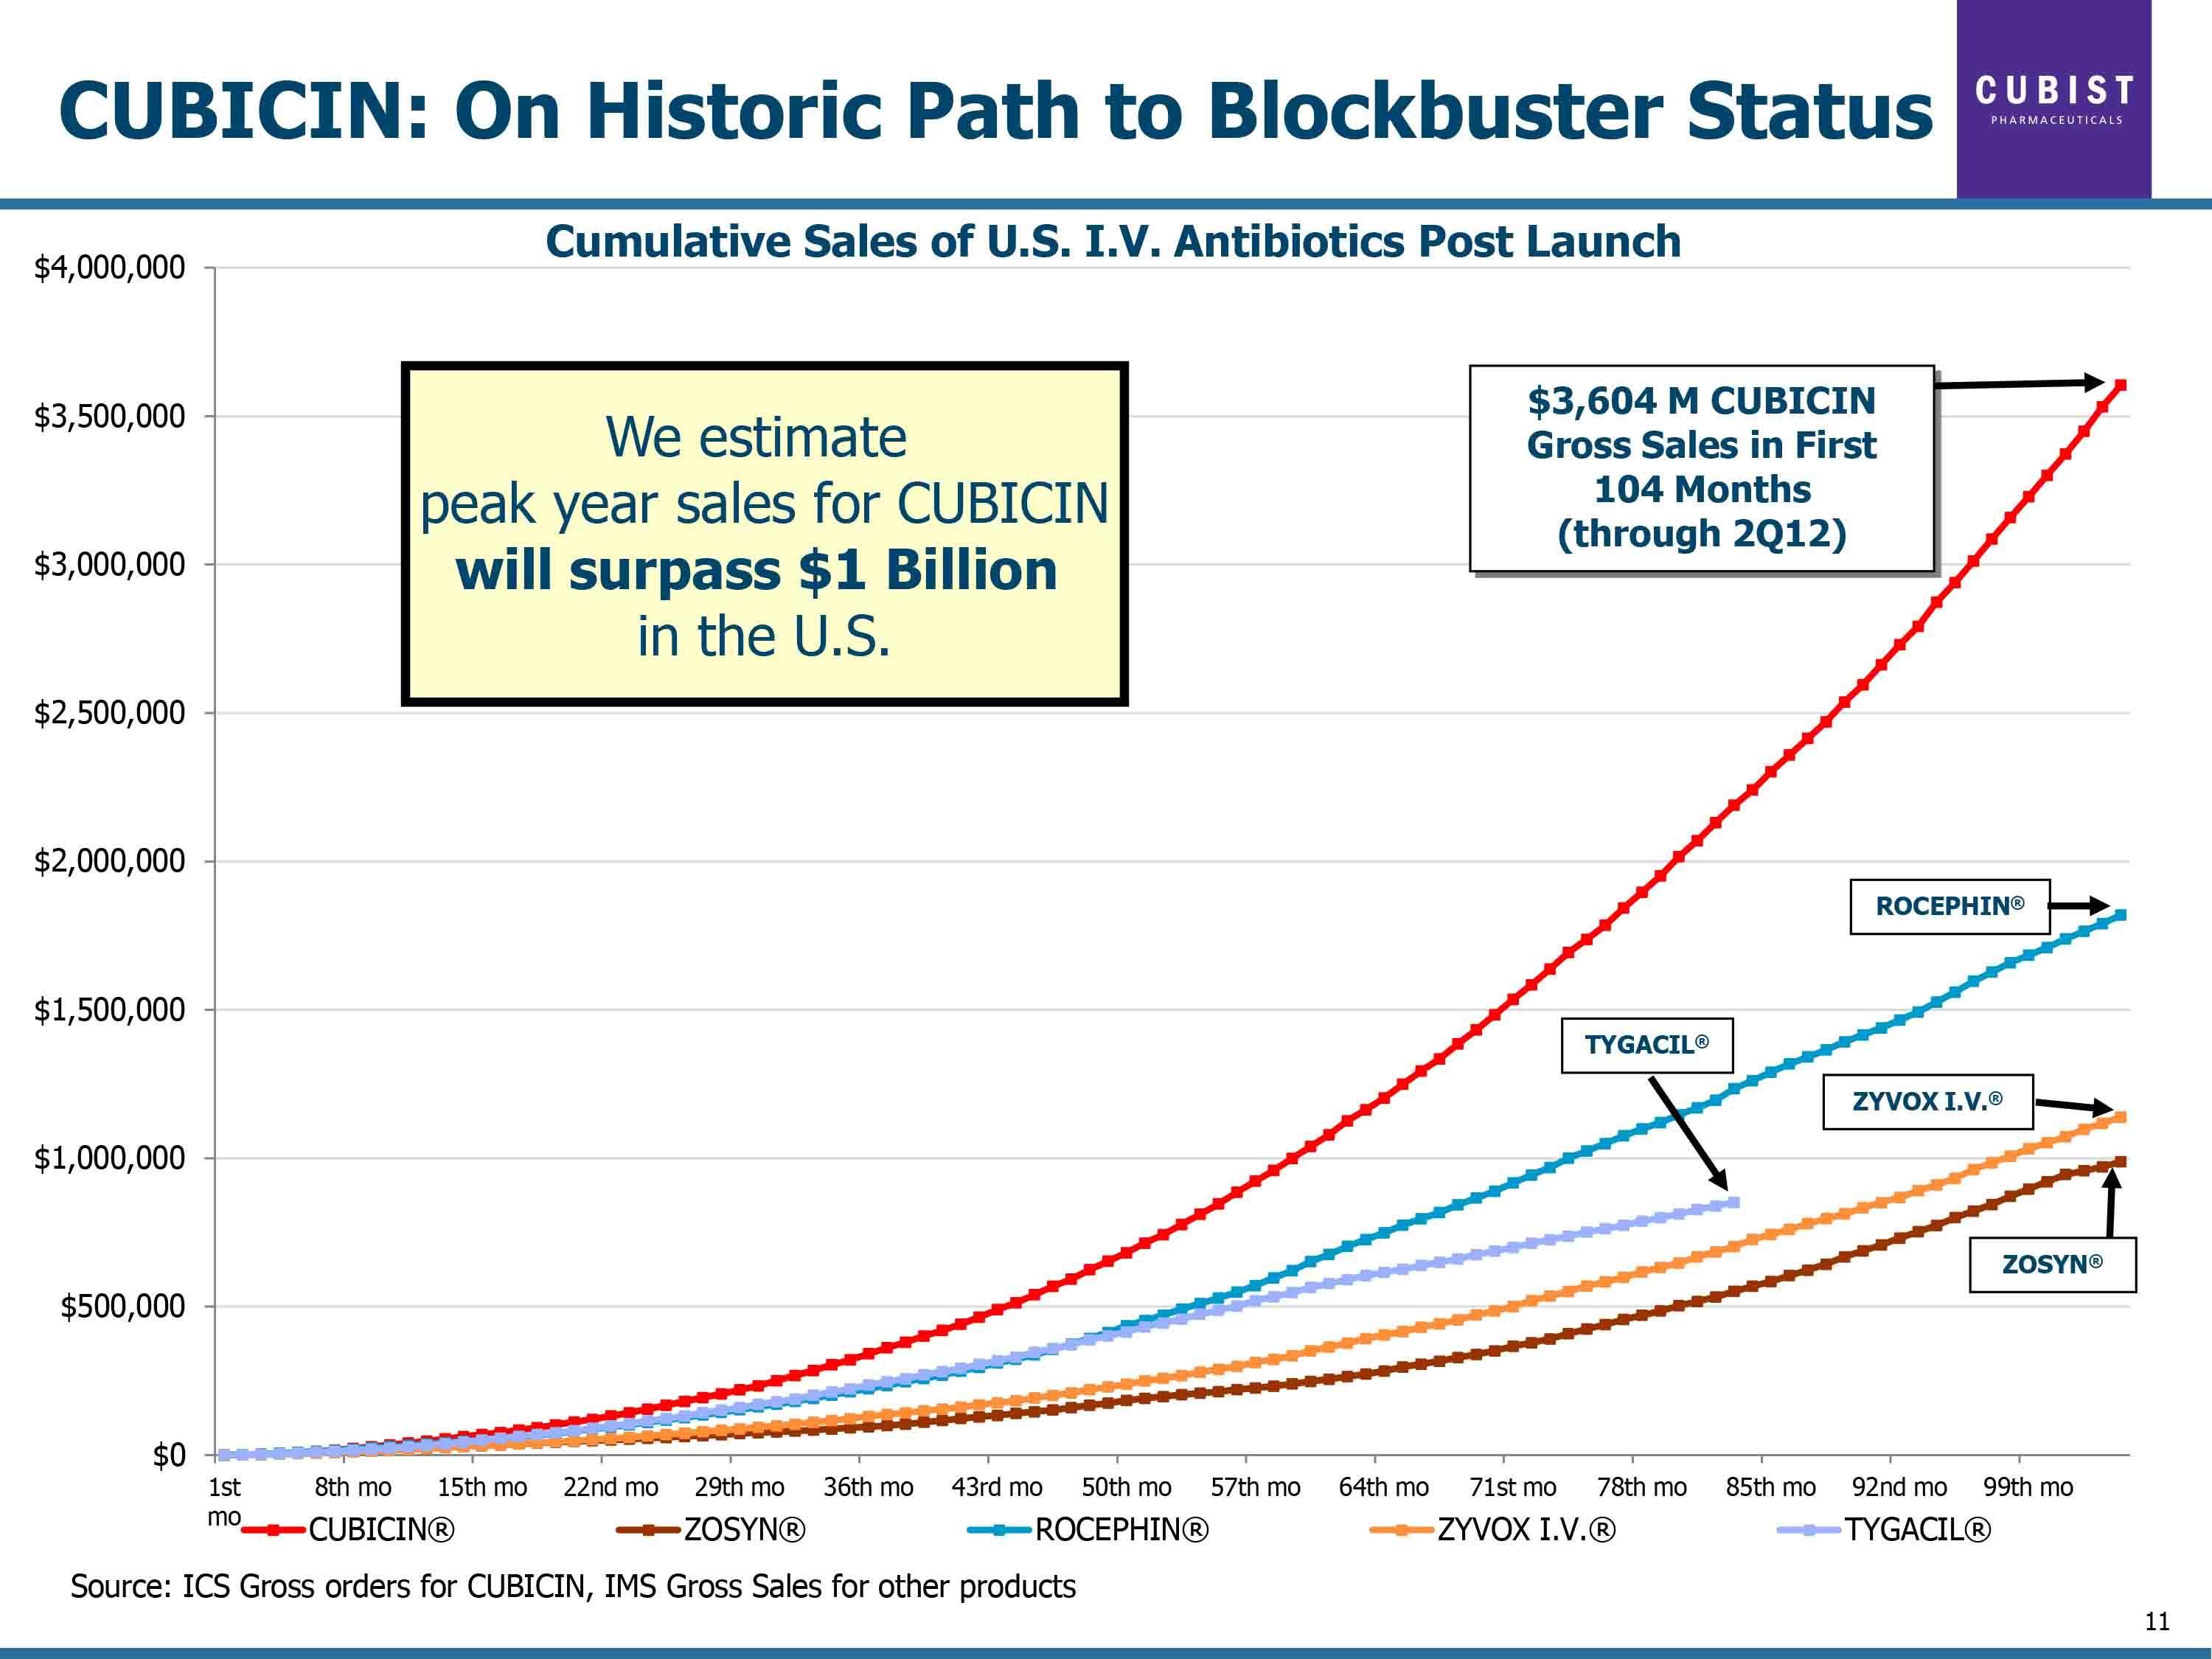 CUBICIN: On Historic Path to Blockbuster Status
CUBIST
PHARMACEUTICALS
Cumulative Sales of U.S. I.V. Antibiotics Post Launch
$4,000,000
$3,500,000
$3,000,000
$2,500,000
$2,000,000
$1,500,000
$1,000,000
$500,000
$0
We estimate
peak year sales for CUBICIN
will surpass $1 Billion
in the U.S.
$3,604 M CUBICIN
Gross Sales in First
104 Months
(through 2Q12)
ROCEPHIN®
TYGACIL®
ZYVOX I.V.®
ZOSYN®
1st mo 8th mo 15th mo 22nd mo 29th mo 36th mo 43rd mo 50th mo 57th mo 64th mo 71st mo 78th mo 85th mo 92nd mo 99th mo
CUBICIN® ZOSYN® ROCEPHIN® ZYVOX I.V.® TYGACIL®
Source: ICS Gross orders for CUBICIN, IMS Gross Sales for other products
11